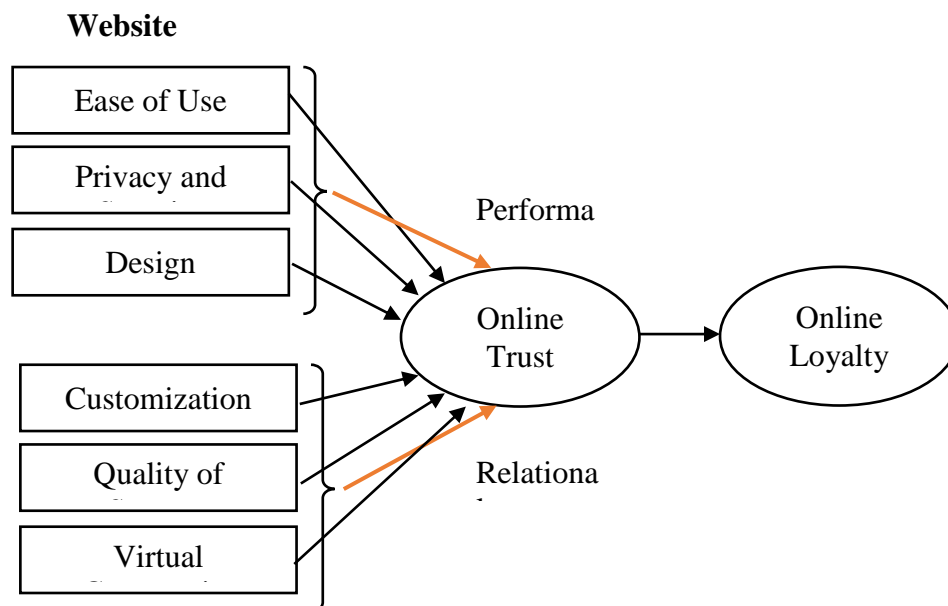 Website
Ease of Use
Privacy and
Design
Performa
Online
Trust
Online
Loyalty
Customization
Quality of
Relationa
Virtual